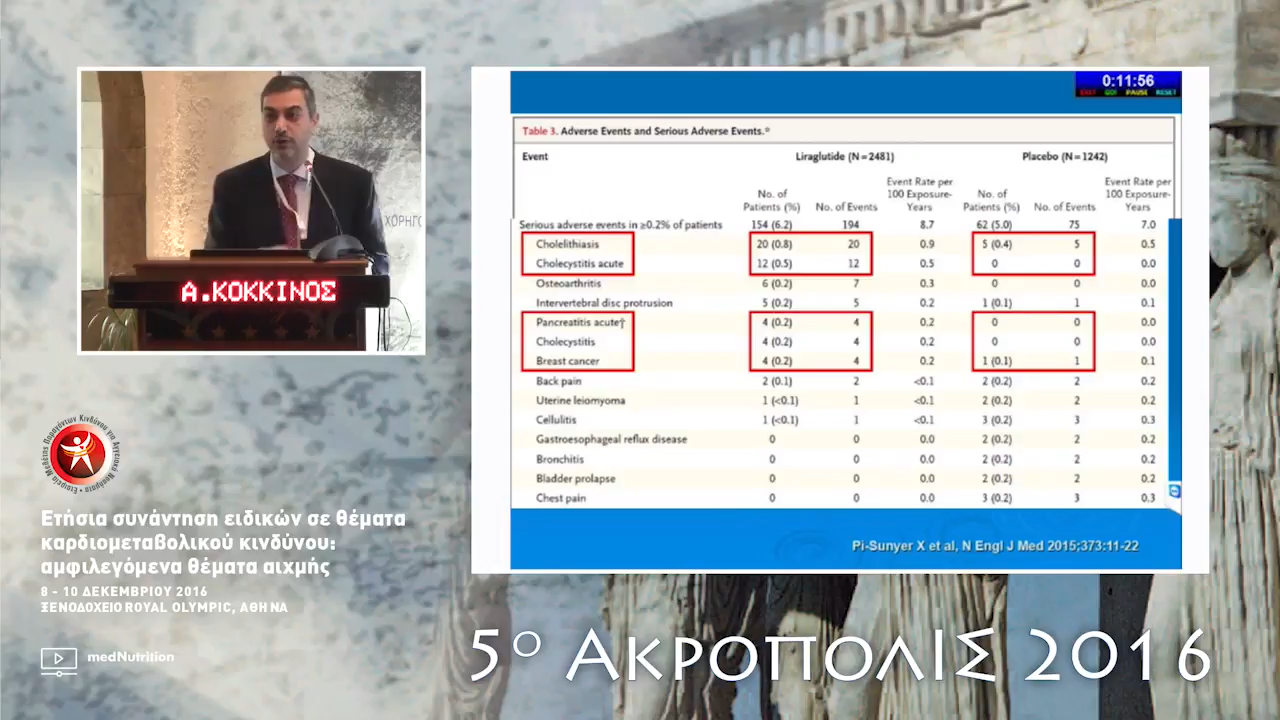 0:11:56
EXIT GO! PAUSE RESET
Table 3. Adverse Events and Serious Adverse Events.*
Event Liraglutide (N=2481) Placebo (N=1242)
No. of Patients (%) No. of Events Event Rate per 100 Exposure-Years No. of Patients (%) No. of Events Event Rate per 100 Exposure-Years
Serious adverse events in ≥0.2% of patients 154 (6.2) 194 8.7 62 (5.0) 75 7.0
Cholelithiasis 20 (0.8) 20 0.9 5 (0.4) 5 0.5
Cholecystitis acute 12 (0.5) 12 0.5 0 0 0.0
Osteoarthritis 6 (0.2) 7 0.3 0 0 0.0
Intervertebral disc protrusion 5 (0.2) 5 0.2 1 (0.1) 1 0.1
Pancreatitis acute† 4 (0.2) 4 0.2 0 0 0.0
Cholecystitis 4 (0.2) 4 0.2 0 0 0.0
Breast cancer 4 (0.2) 4 0.2 1 (0.1) 1 0.1
Back pain 2 (0.1) 2 <0.1 2 (0.2) 2 0.2
Uterine leiomyoma 1 (<0.1) 1 <0.1 2 (0.2) 2 0.2
Cellulitis 1 (<0.1) 1 <0.1 3 (0.2) 3 0.3
Gastroesophageal reflux disease 0 0 0.0 2 (0.2) 2 0.2
Bronchitis 0 0 0.0 2 (0.2) 2 0.2
Bladder prolapse 0 0 0.0 2 (0.2) 2 0.2
Chest pain 0 0 0.0 3 (0.2) 3 0.3
Pi-Sunyer X et al, N Engl J Med 2015;373:11-22
ΧΟΡΗΓΟ
Α.ΚΟΚΚΙΝΟΣ
Εταιρεία Μελέτης Παραγόντων Κινδύνου για Αγγειακά Νοσήματα
Ετήσια συνάντηση ειδικών σε θέματα
καρδιομεταβολικού κινδύνου:
αμφιλεγόμενα θέματα αιχμής
8 - 10 ΔΕΚΕΜΒΡΙΟΥ 2016
ΞΕΝΟΔΟΧΕΙΟ ROYAL OLYMPIC, ΑΘΗΝΑ
medNutrition
5ο ΑΚΡΟΠΟΛΙΣ 2016